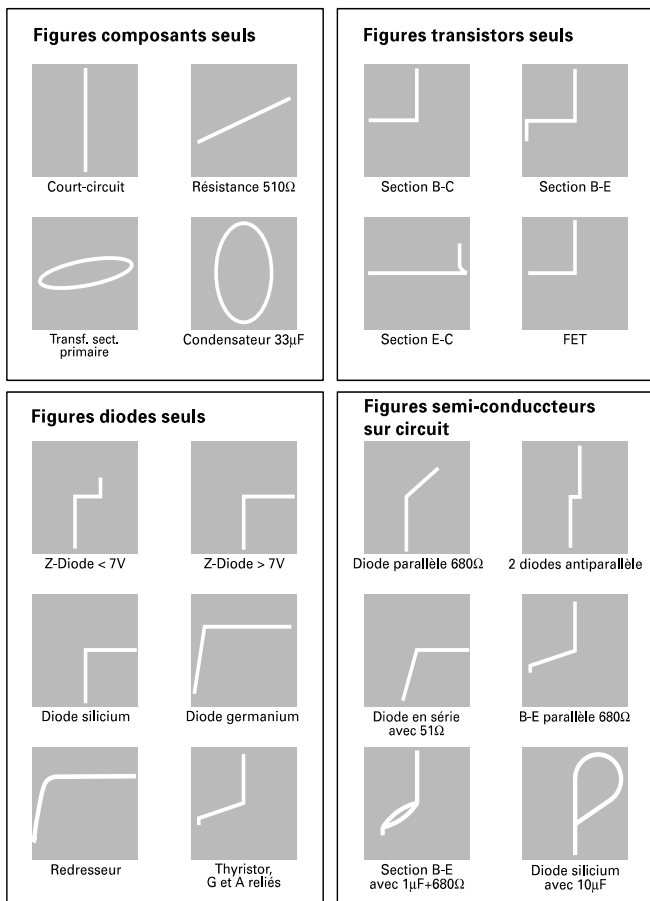 Figures composants seuls
Court-circuit
Résistance 510Ω
Transf. sect.
primaire
Condensateur 33µF
Figures transistors seuls
Section B-C
Section B-E
Section E-C
FET
Figures diodes seuls
Z-Diode < 7V
Z-Diode > 7V
Diode silicium
Diode germanium
Redresseur
Thyristor,
G et A reliés
Figures semi-conduccteurs
sur circuit
Diode parallèle 680Ω
2 diodes antiparallèle
Diode en série
avec 51Ω
B-E parallèle 680Ω
Section B-E
avec 1µF+680Ω
Diode silicium
avec 10µF